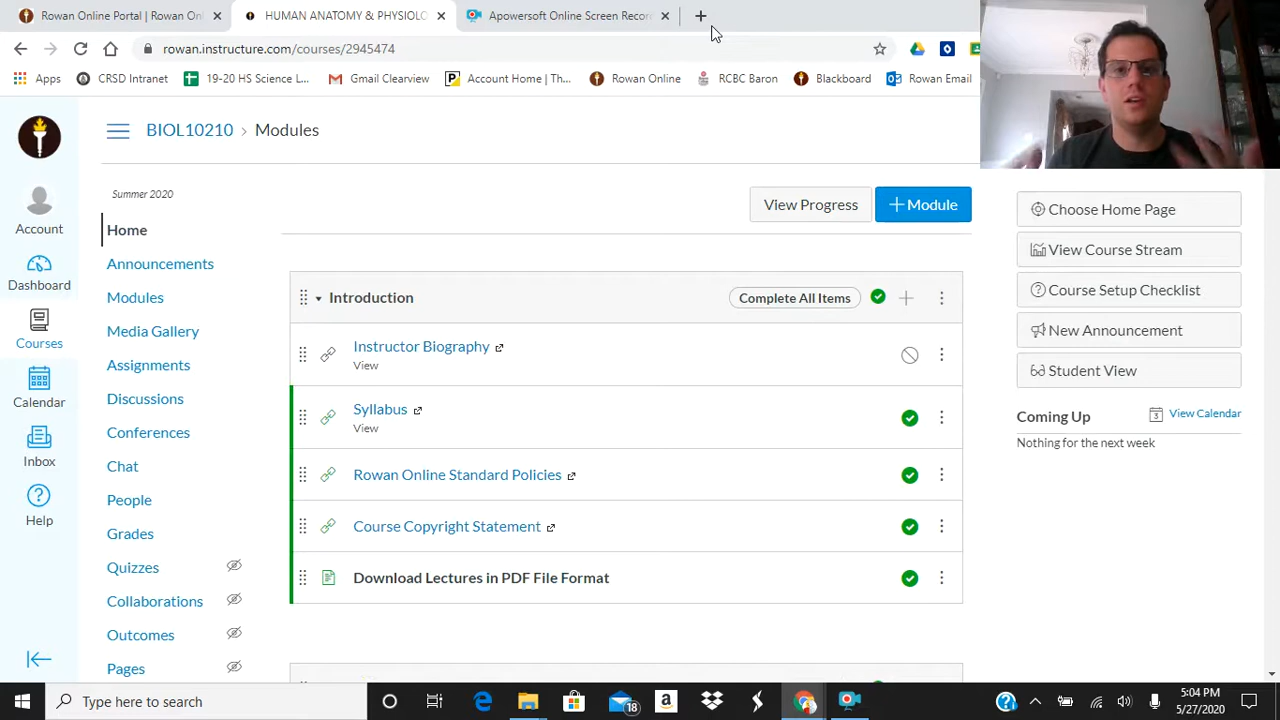 Rowan Online Portal | Rowan Onl
HUMAN ANATOMY & PHYSIOLO
Apowersoft Online Screen Record
rowan.instructure.com/courses/2945474
Apps
CRSD Intranet
19-20 HS Science L...
Gmail Clearview
Account Home | Th...
Rowan Online
RCBC Baron
Blackboard
Rowan Email
BIOL10210 › Modules
Account
Dashboard
Courses
Calendar
Inbox
Help
Summer 2020
Home
Announcements
Modules
Media Gallery
Assignments
Discussions
Conferences
Chat
People
Grades
Quizzes
Collaborations
Outcomes
Pages
View Progress
+ Module
Introduction
Complete All Items
Instructor Biography
View
Syllabus
View
Rowan Online Standard Policies
Course Copyright Statement
Download Lectures in PDF File Format
Choose Home Page
View Course Stream
Course Setup Checklist
New Announcement
Student View
Coming Up
3 View Calendar
Nothing for the next week
Type here to search
18
5:04 PM
5/27/2020